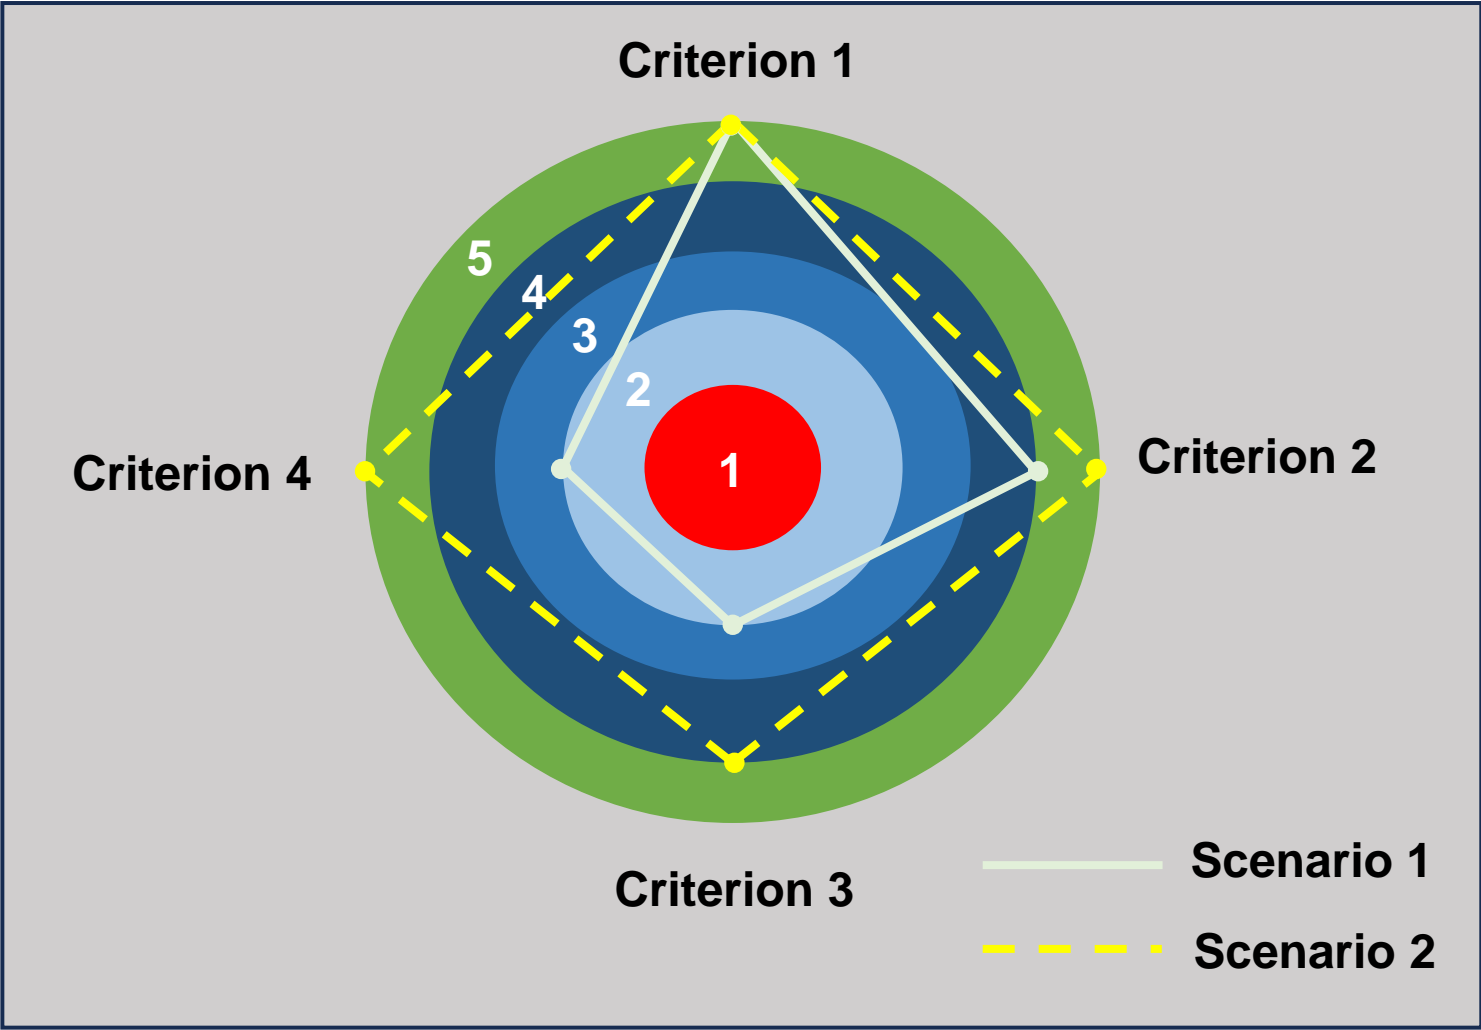 Criterion 1
5
4
3
2
1
Criterion 4
Criterion 2
Criterion 3
Scenario 1
Scenario 2